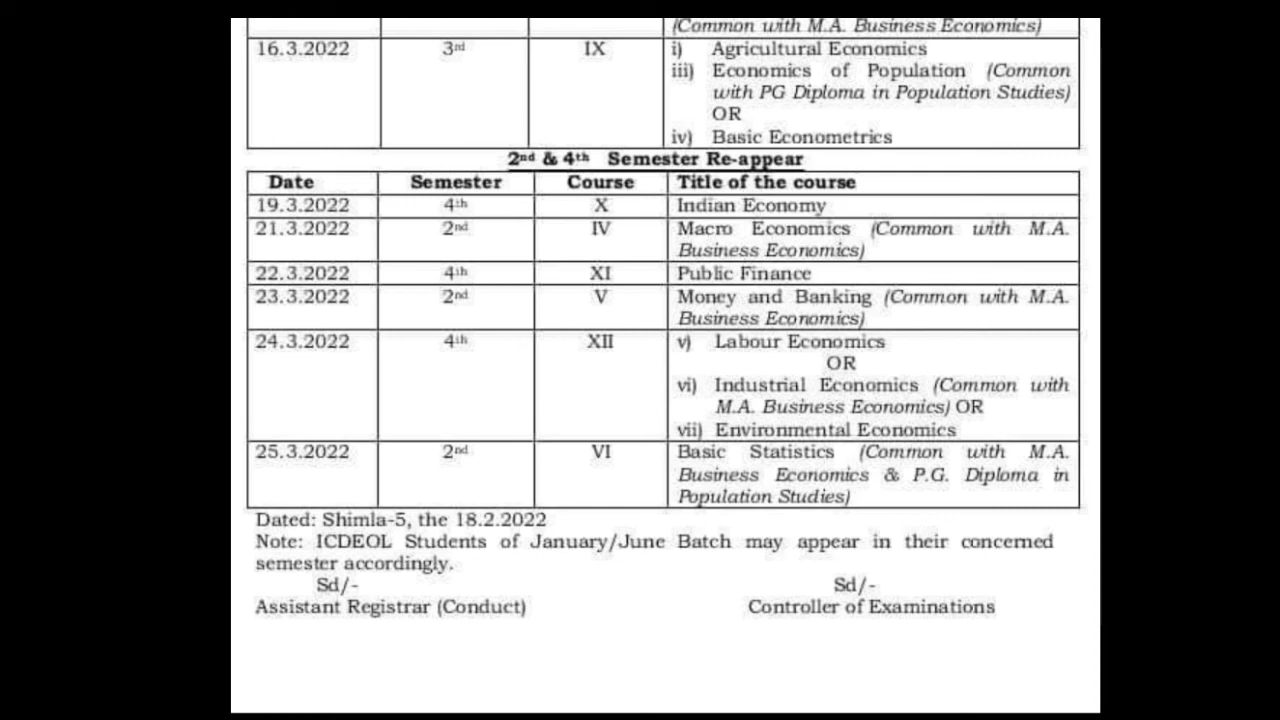 (Common with M.A. Business Economics)
16.3.2022 3rd IX i) Agricultural Economics
iii) Economics of Population (Common
with PG Diploma in Population Studies)
OR
iv) Basic Econometrics
2nd & 4th Semester Re-appear
Date Semester Course Title of the course
19.3.2022 4th X Indian Economy
21.3.2022 2nd IV Macro Economics (Common with M.A.
Business Economics)
22.3.2022 4th XI Public Finance
23.3.2022 2nd V Money and Banking (Common with M.A.
Business Economics)
24.3.2022 4th XII v) Labour Economics
OR
vi) Industrial Economics (Common with
M.A. Business Economics) OR
vii) Environmental Economics
25.3.2022 2nd VI Basic Statistics (Common with M.A.
Business Economics & P.G. Diploma in
Population Studies)
Dated: Shimla-5, the 18.2.2022
Note: ICDEOL Students of January/June Batch may appear in their concerned
semester accordingly.
Sd/- Sd/-
Assistant Registrar (Conduct) Controller of Examinations